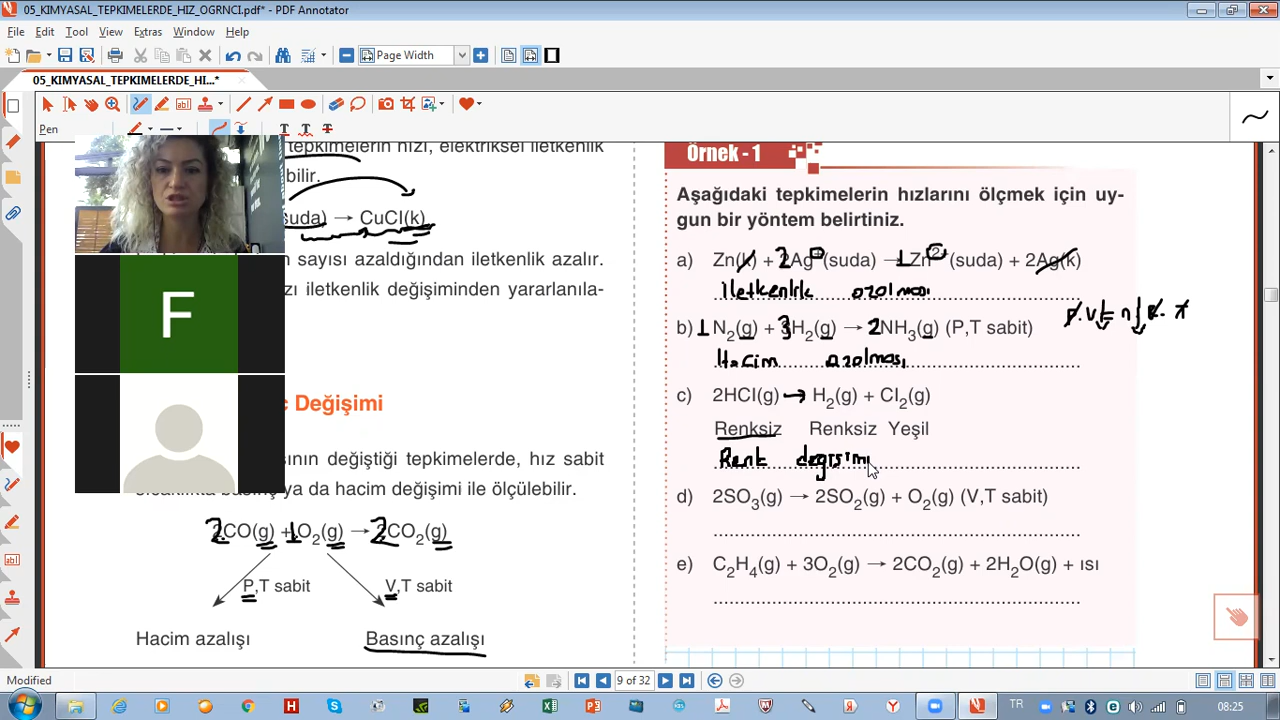 05_KIMYASAL_TEPKIMELERDE_HIZ_OGRNCI.pdf* - PDF Annotator
File Edit Tool View Extras Window Help
Page Width
05_KIMYASAL_TEPKIMELERDE_HI...*
Pen
tepkimelerin hızı, elektriksel iletkenlik
bilir.
suda) → CuCl(k)
sayısı azaldığından iletkenlik azalır.
iletkenlik değişiminden yararlanıla-
Değişimi
sının değiştiği tepkimelerde, hız sabit
ya da hacim değişimi ile ölçülebilir.
2CO(g) + 1O2(g) → 2CO2(g)
P,T sabit V,T sabit
Hacim azalışı Basınç azalışı
F
Örnek - 1
Aşağıdaki tepkimelerin hızlarını ölçmek için uy-
gun bir yöntem belirtiniz.
a) Zn(k) + 2Ag+(suda) → 1Zn2+(suda) + 2Ag(k)
iletkenlik azalması
b) 1N2(g) + 3H2(g) → 2NH3(g) (P,T sabit)
P.V = n.R.T
Hacim azalması
c) 2HCl(g) → H2(g) + Cl2(g)
Renksiz Renksiz Yeşil
Renk değişimi
d) 2SO3(g) → 2SO2(g) + O2(g) (V,T sabit)
e) C2H4(g) + 3O2(g) → 2CO2(g) + 2H2O(g) + ısı
Modified
9 of 32
TR
08:25